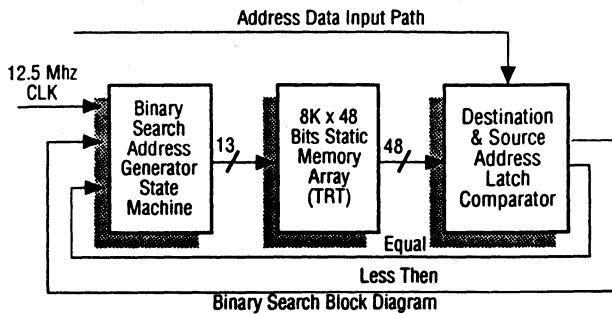 Address Data Input Path
12.5 Mhz
CLK
Binary
Search
Address
Generator
State
Machine
13
8K x 48
Bits Static
Memory
Array
(TRT)
48
Destination
& Source
Address
Latch
Comparator
Equal
Less Then
Binary Search Block Diagram